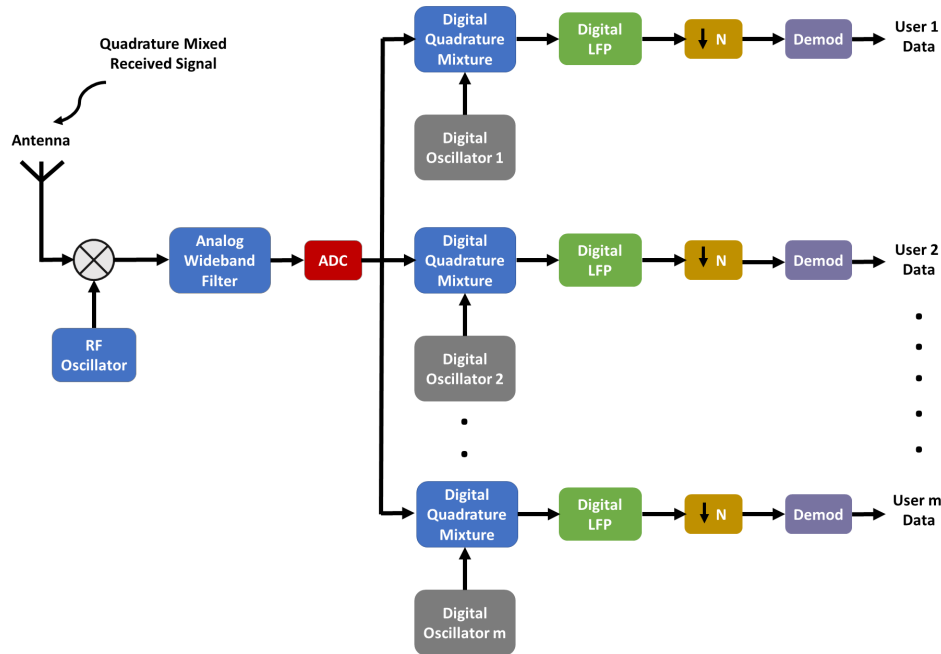 Quadrature Mixed
Received Signal
Antenna
RF
Oscillator
Analog
Wideband
Filter
ADC
Digital
Quadrature
Mixture
Digital
Oscillator 1
Digital
LFP
N
Demod
User 1
Data
Digital
Quadrature
Mixture
Digital
Oscillator 2
Digital
LFP
N
Demod
User 2
Data
Digital
Quadrature
Mixture
Digital
Oscillator m
Digital
LFP
N
Demod
User m
Data